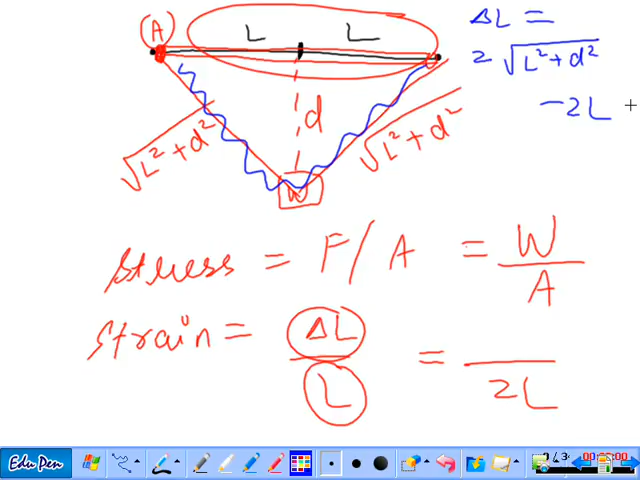 (A) L L
ΔL =
2 √L²+d²
-2L +
d
√L²+d² √L²+d²
W
Stress = F/A = W/A
Strain = ΔL/L = /2L
Edu Pen